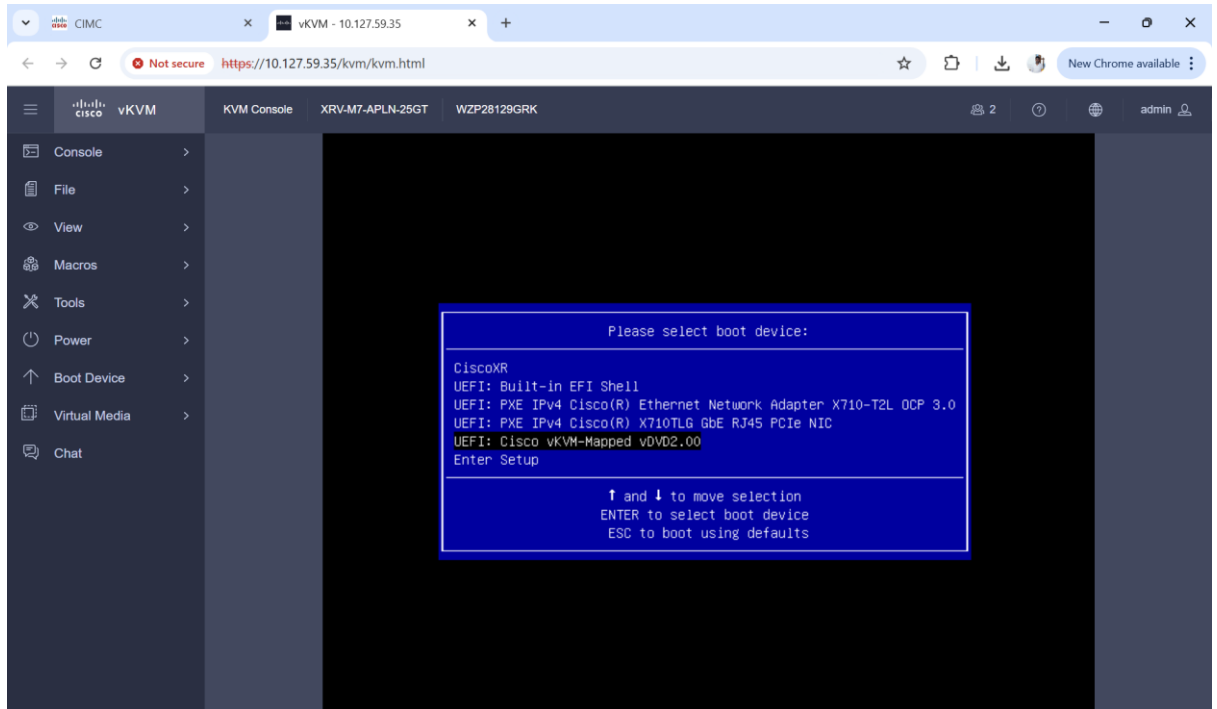 CIMC
vKVM - 10.127.59.35
Not secure https://10.127.59.35/kvm/kvm.html
New Chrome available
cisco vKVM
KVM Console XRV-M7-APLN-25GT WZP28129GRK
2
admin
Console
File
View
Macros
Tools
Power
Boot Device
Virtual Media
Chat
Please select boot device:
CiscoXR
UEFI: Built-in EFI Shell
UEFI: PXE IPv4 Cisco(R) Ethernet Network Adapter X710-T2L OCP 3.0
UEFI: PXE IPv4 Cisco(R) X710TLG GbE RJ45 PCIe NIC
UEFI: Cisco vKVM-Mapped vDVD2.00
Enter Setup
↑ and ↓ to move selection
ENTER to select boot device
ESC to boot using defaults